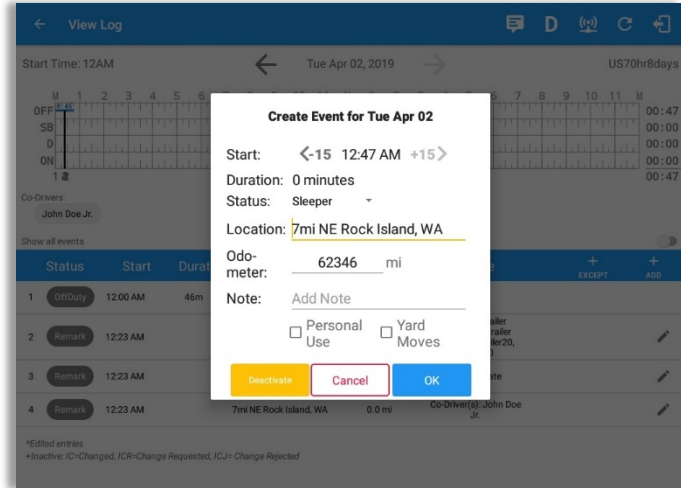 View Log
D
Start Time: 12AM
Tue Apr 02, 2019
US70hr8days
M 1 2 3 4 5 6 7 8 9 10 11 M
OFF 0:46 00:47
SB 00:00
D 00:00
ON 00:00
1 2 00:47
Co-Drivers:
John Doe Jr.
Show all events
Status Start Durat + EXCEPT + ADD
1 OffDuty 12:00 AM 46m
2 Remark 12:23 AM
3 Remark 12:23 AM
4 Remark 12:23 AM 7mi NE Rock Island, WA 0.0 mi Co-Driver(s): John Doe
Jr.
*Edited entries
+Inactive: IC=Changed, ICR=Change Requested, ICJ= Change Rejected
Create Event for Tue Apr 02
Start: -15 12:47 AM +15
Duration: 0 minutes
Status: Sleeper
Location: 7mi NE Rock Island, WA
Odo-
meter: 62346 mi
Note: Add Note
Personal Use
Yard Moves
Deactivate Cancel OK